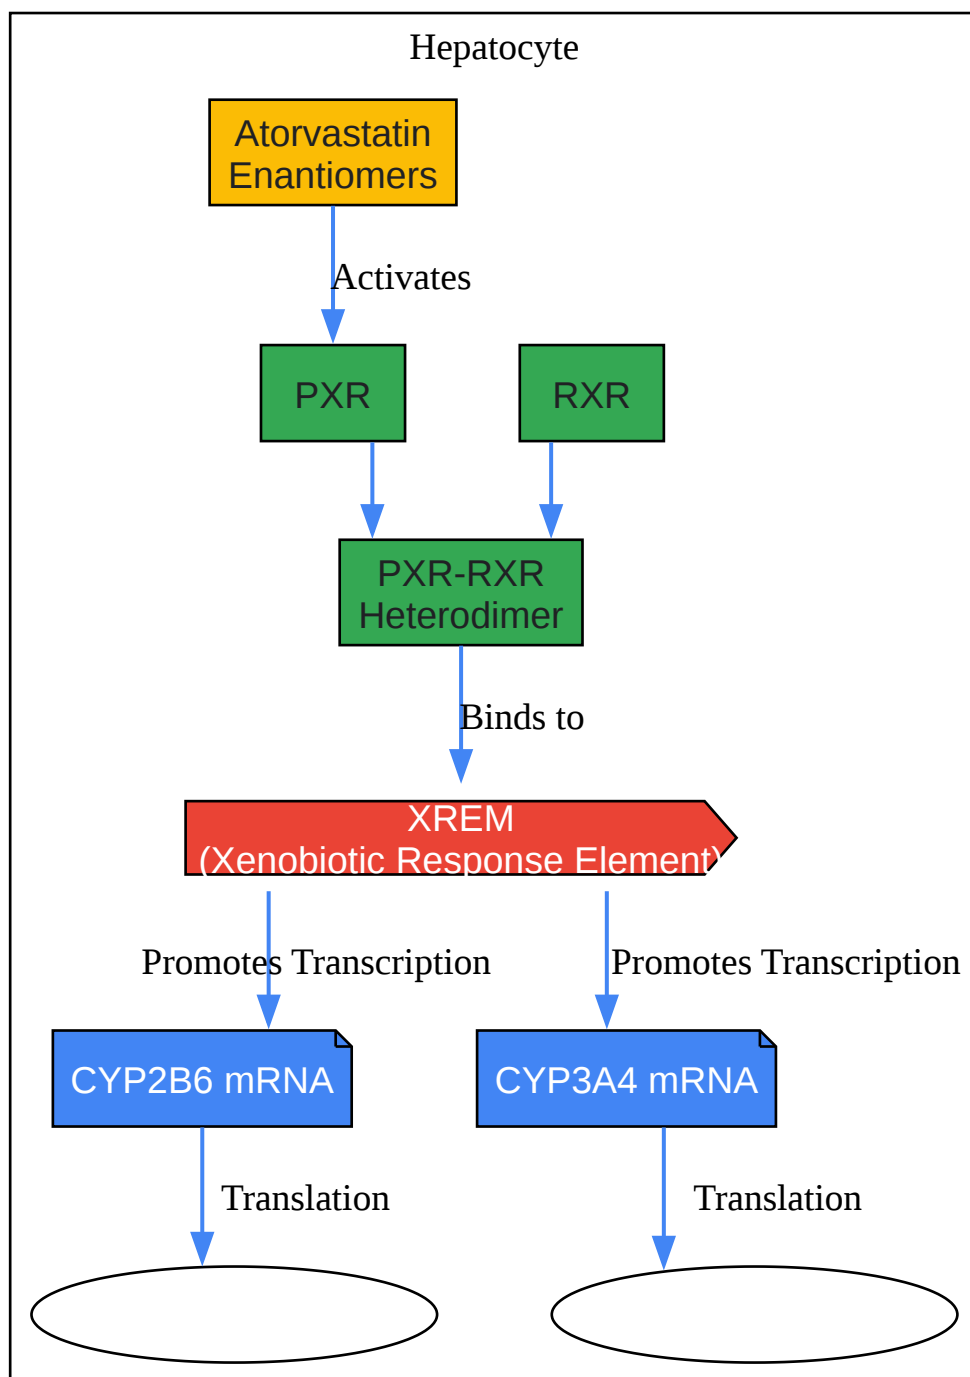 Hepatocyte
Atorvastatin
Enantiomers
Activates
PXR
RXR
PXR-RXR
Heterodimer
Binds to
XREM
(Xenobiotic Response Element)
Promotes Transcription
Promotes Transcription
CYP2B6 mRNA
CYP3A4 mRNA
Translation
Translation